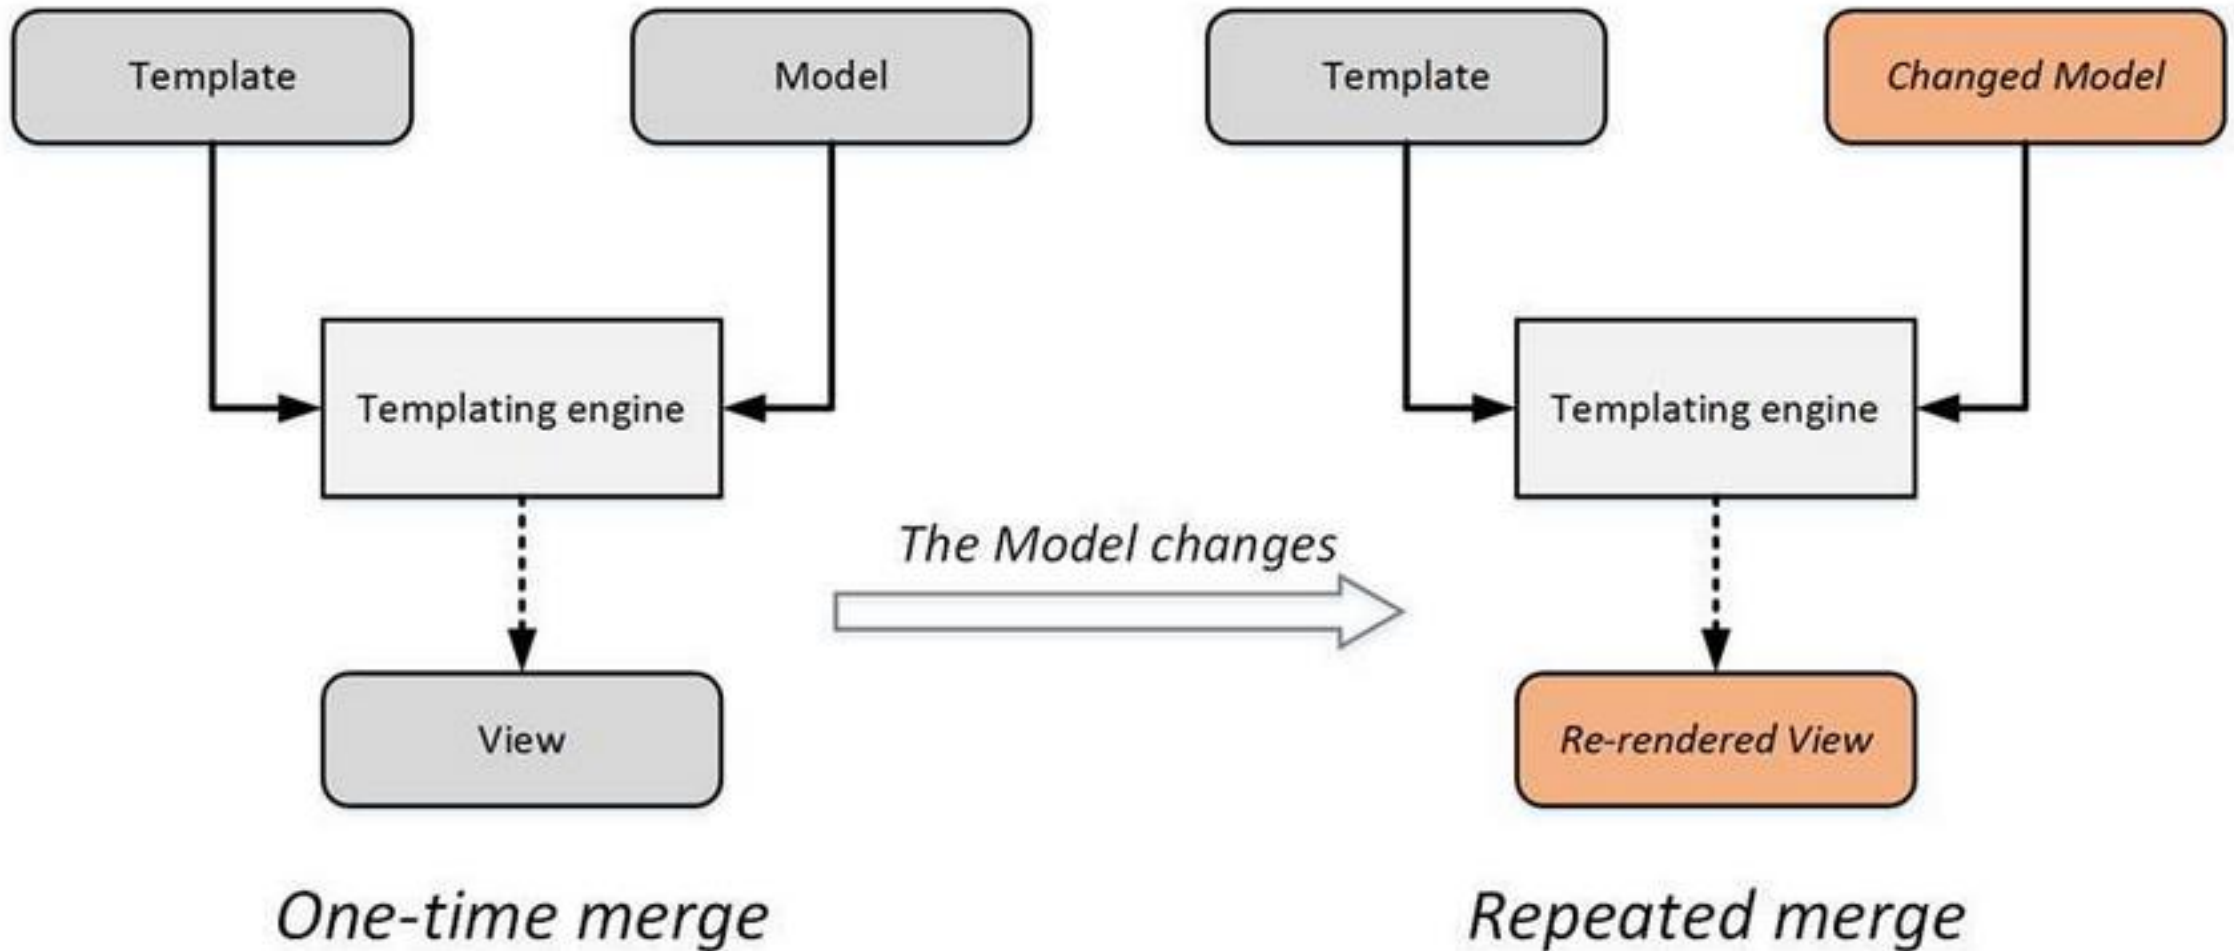 Template
Model
Templating engine
View
One-time merge
The Model changes
Template
Changed Model
Templating engine
Re-rendered View
Repeated merge